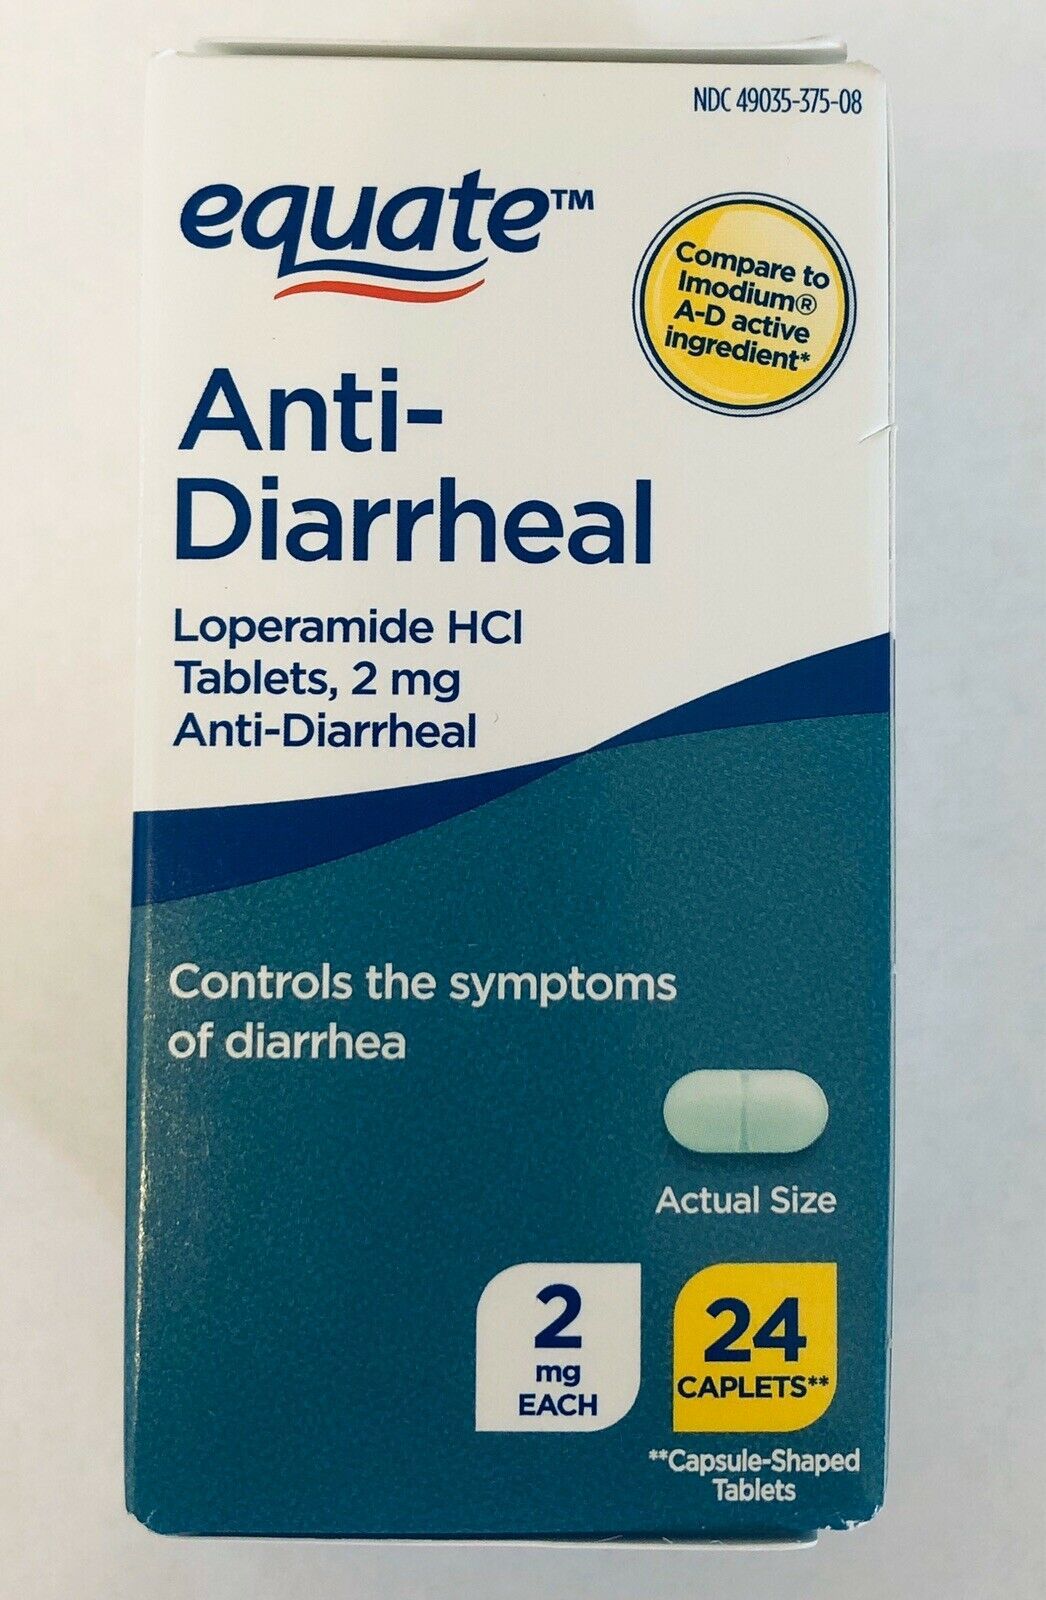 NDC 49035-375-08
equate™
Compare to
Imodium®
A-D active
ingredient*
Anti-
Diarrheal
Loperamide HCl
Tablets, 2 mg
Anti-Diarrheal
Controls the symptoms
of diarrhea
Actual Size
2
mg
EACH
24
CAPLETS**
**Capsule-Shaped
Tablets